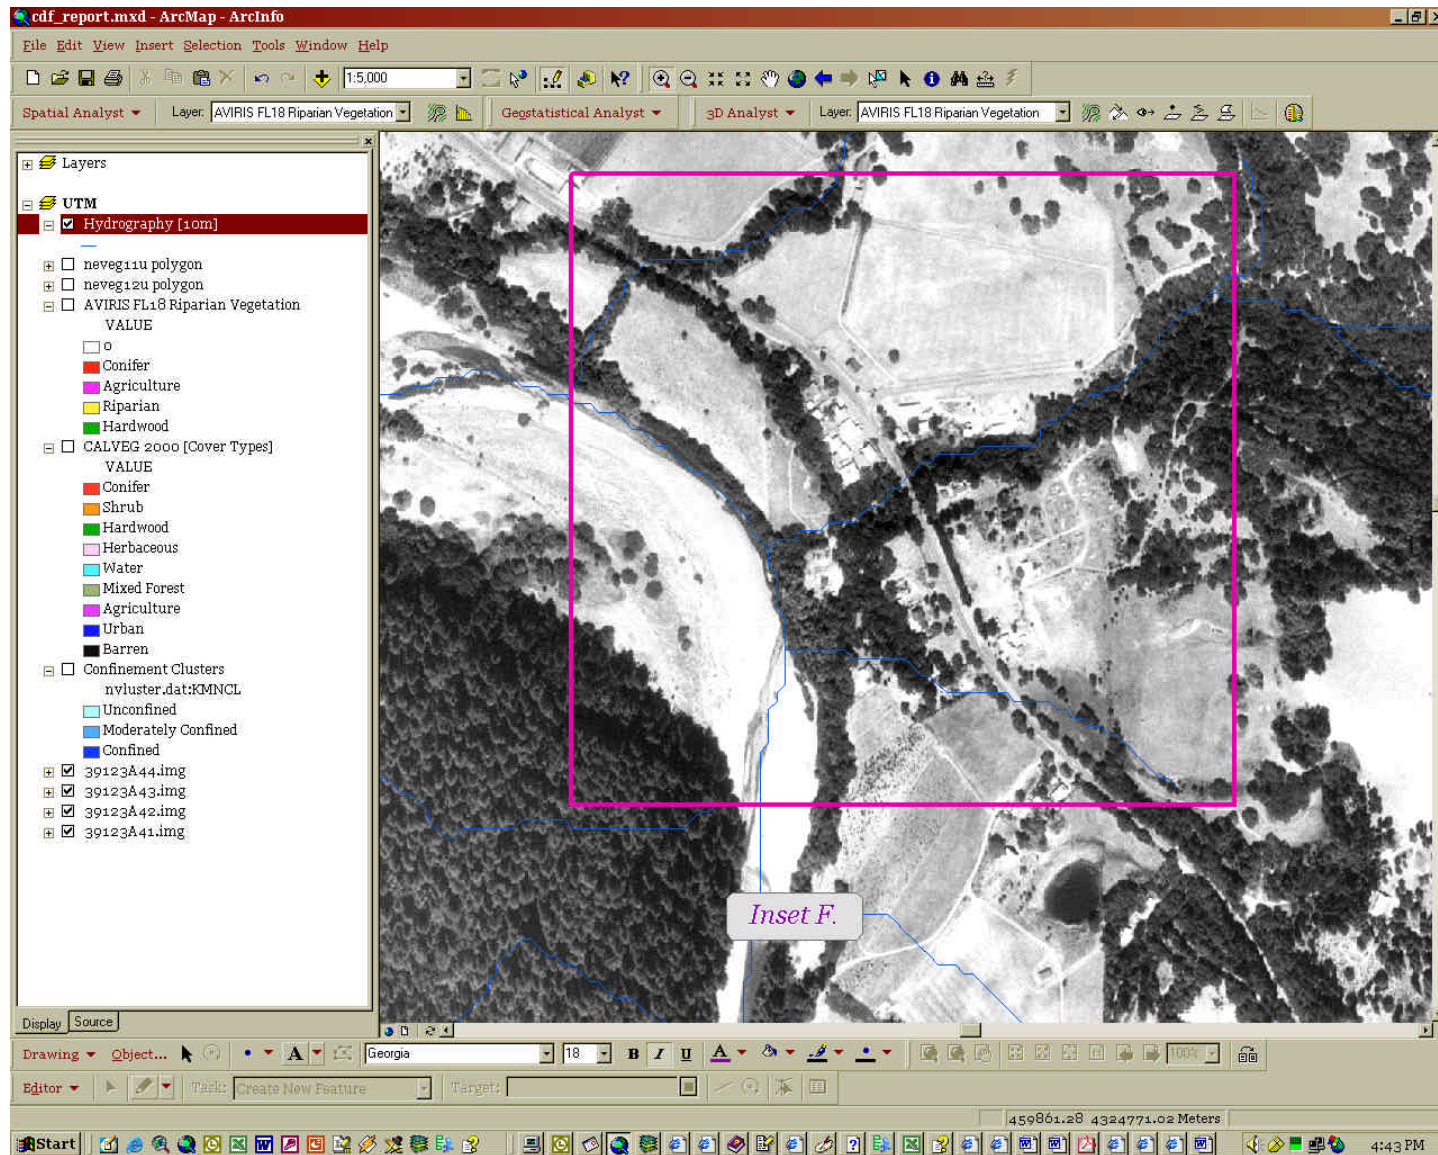 cdf_report.mxd - ArcMap - ArcInfo
File Edit View Insert Selection Tools Window Help
1:5,000
Spatial Analyst Layer: AVIRIS FL18 Riparian Vegetation Geostatistical Analyst 3D Analyst Layer: AVIRIS FL18 Riparian Vegetation
Layers
UTM
Hydrography [10m]
neveg11u polygon
neveg12u polygon
AVIRIS FL18 Riparian Vegetation
VALUE
0
Conifer
Agriculture
Riparian
Hardwood
CALVEG 2000 [Cover Types]
VALUE
Conifer
Shrub
Hardwood
Herbaceous
Water
Mixed Forest
Agriculture
Urban
Barren
Confinement Clusters
nvluster.dat:KMNCL
Unconfined
Moderately Confined
Confined
39123A44.img
39123A43.img
39123A42.img
39123A41.img
Inset F.
Display Source
Drawing Object... A Georgia 18 B I U A 100%
Editor Task: Create New Feature Target:
459861.28 4324771.02 Meters
Start 4:43 PM